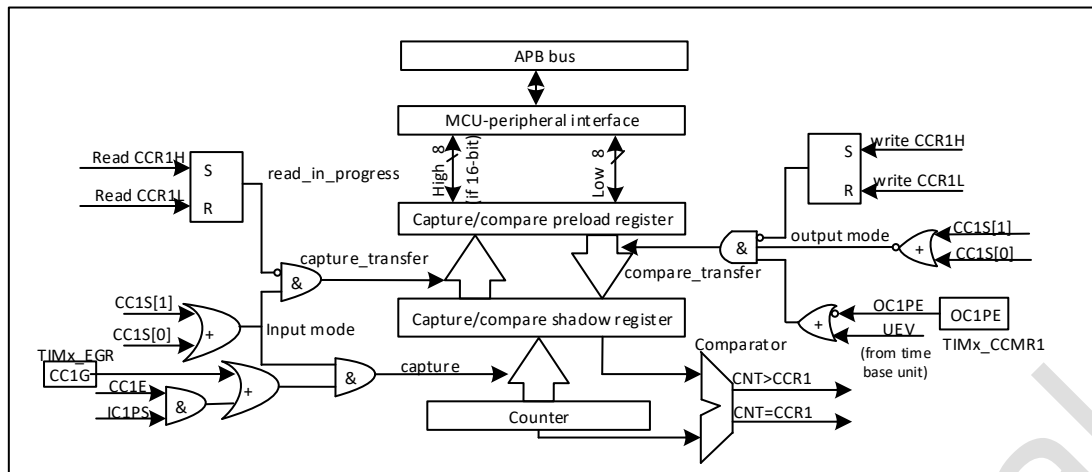 APB bus
MCU-peripheral interface
High 8
(if 16-bit)
Low 8
Read CCR1H
Read CCR1L
S
R
read_in_progress
write CCR1H
write CCR1L
S
R
Capture/compare preload register
capture_transfer
&
compare_transfer
&
output mode
+
CC1S[1]
CC1S[0]
CC1S[1]
CC1S[0]
+
Input mode
Capture/compare shadow register
+
OC1PE
UEV
(from time
base unit)
OC1PE
TIMx_CCMR1
TIMx_EGR
CC1G
CC1E
IC1PS
&
+
&
capture
Counter
Comparator
CNT>CCR1
CNT=CCR1